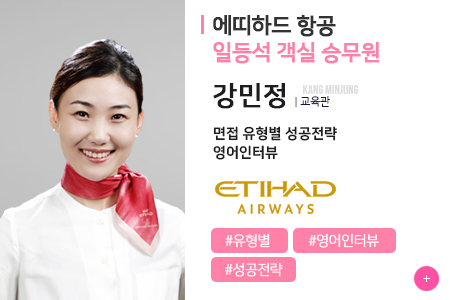 에띠하드 항공
일등석 객실 승무원
강민정 KANG MINJUNG
| 교육관
면접 유형별 성공전략
영어인터뷰
ETIHAD
AIRWAYS
#유형별 #영어인터뷰
#성공전략
+